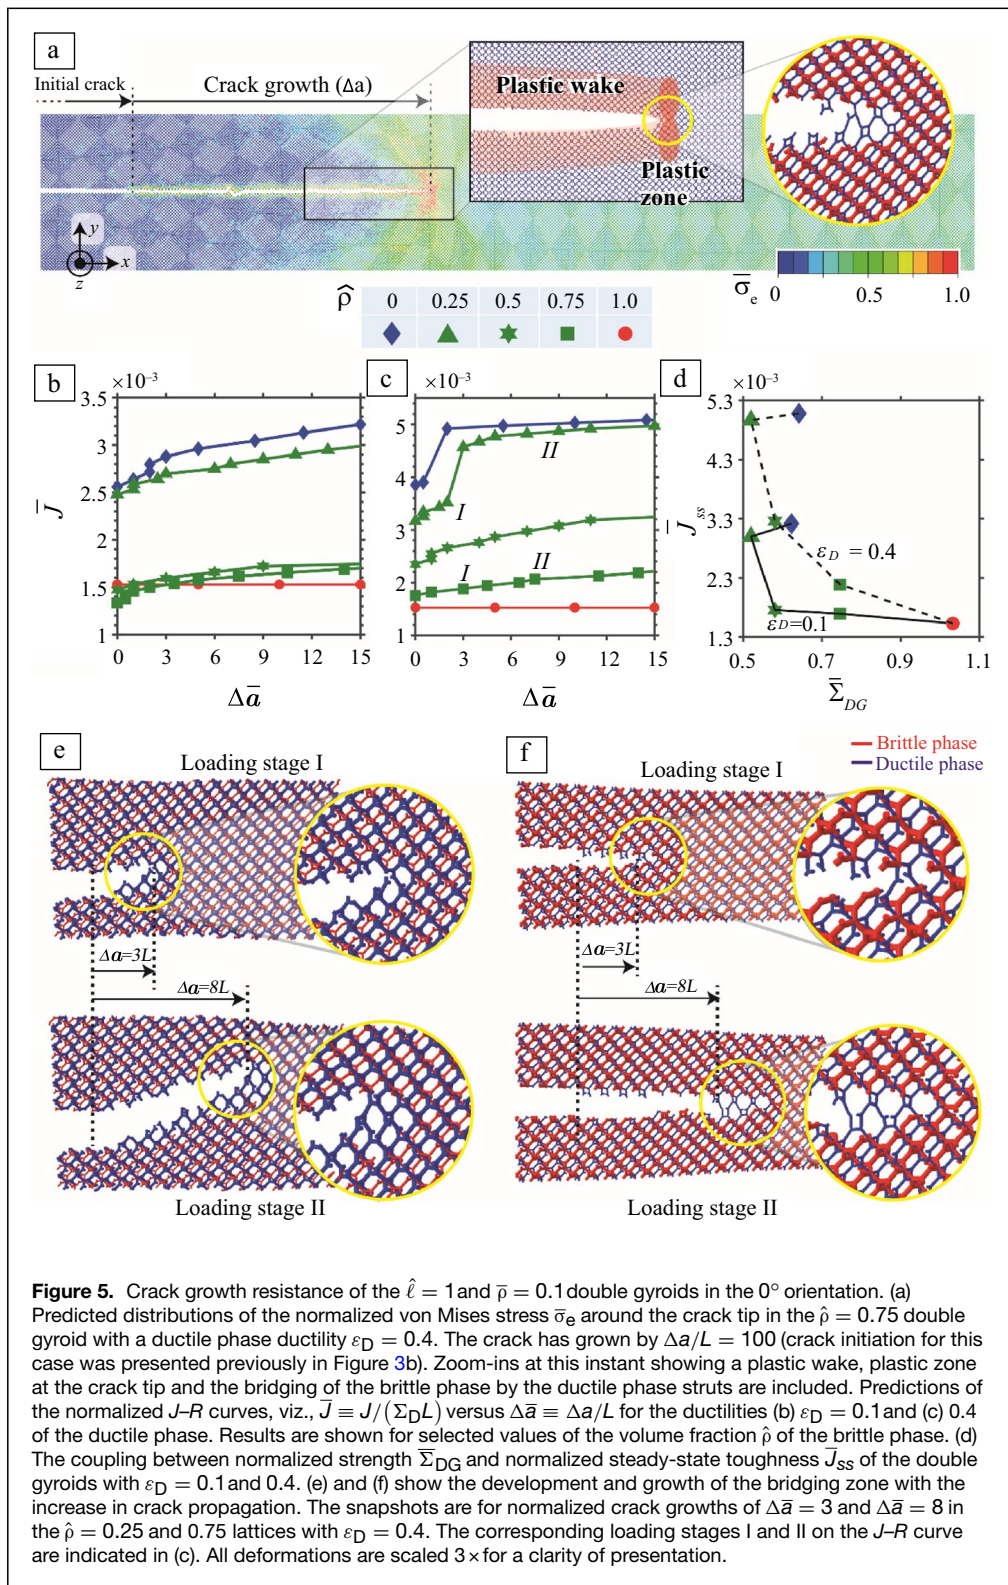 a
Initial crack
Crack growth (Δa)
Plastic wake
Plastic
zone
y
x
z
σ̅e 0 0.5 1.0
ρ̂ 0 0.25 0.5 0.75 1.0
b
×10⁻³
3.5
3
2.5
2
1.5
1
J̅
0 3 6 9 12 15
Δa̅
c
×10⁻³
5
4
3
2
1
I
II
I
II
0 3 6 9 12 15
Δa̅
d
×10⁻³
5.3
4.3
3.3
2.3
1.3
J̅ss
εD = 0.4
εD=0.1
0.5 0.7 0.9 1.1
Σ̅DG
e
Loading stage I
Δa=3L
Δa=8L
Loading stage II
f
Brittle phase
Ductile phase
Loading stage I
Δa=3L
Δa=8L
Loading stage II
Figure 5. Crack growth resistance of the ℓ̂ = 1 and ρ̅ = 0.1 double gyroids in the 0° orientation. (a)
Predicted distributions of the normalized von Mises stress σ̅e around the crack tip in the ρ̂ = 0.75 double
gyroid with a ductile phase ductility εD = 0.4. The crack has grown by Δa/L = 100 (crack initiation for this
case was presented previously in Figure 3b). Zoom-ins at this instant showing a plastic wake, plastic zone
at the crack tip and the bridging of the brittle phase by the ductile phase struts are included. Predictions of
the normalized J–R curves, viz., J̅ ≡ J/(ΣDL) versus Δa̅ ≡ Δa/L for the ductilities (b) εD = 0.1 and (c) 0.4
of the ductile phase. Results are shown for selected values of the volume fraction ρ̂ of the brittle phase. (d)
The coupling between normalized strength Σ̅DG and normalized steady-state toughness J̅ss of the double
gyroids with εD = 0.1 and 0.4. (e) and (f) show the development and growth of the bridging zone with the
increase in crack propagation. The snapshots are for normalized crack growths of Δa̅ = 3 and Δa̅ = 8 in
the ρ̂ = 0.25 and 0.75 lattices with εD = 0.4. The corresponding loading stages I and II on the J–R curve
are indicated in (c). All deformations are scaled 3 × for a clarity of presentation.